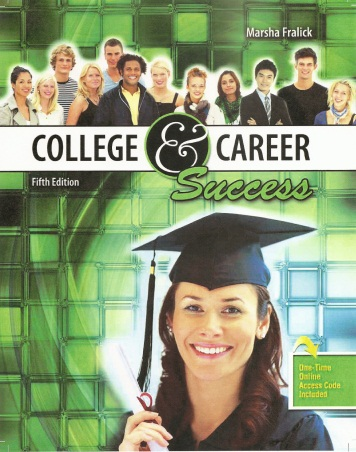 Marsha Fralick
COLLEGE & CAREER
Success
Fifth Edition
One-Time
Online
Access Code
Included